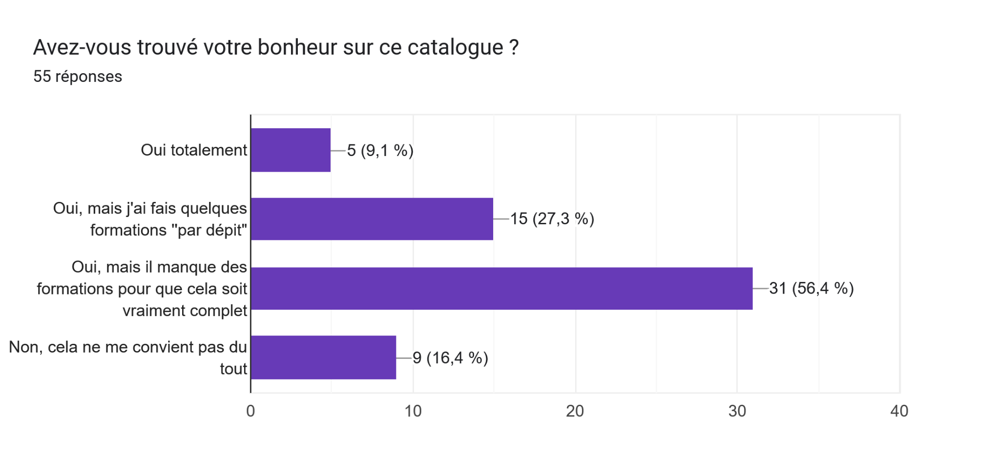 Avez-vous trouvé votre bonheur sur ce catalogue ?
55 réponses
Oui totalement
5 (9,1 %)
Oui, mais j'ai fais quelques
formations "par dépit"
15 (27,3 %)
Oui, mais il manque des
formations pour que cela soit
vraiment complet
31 (56,4 %)
Non, cela ne me convient pas du
tout
9 (16,4 %)
0 10 20 30 40